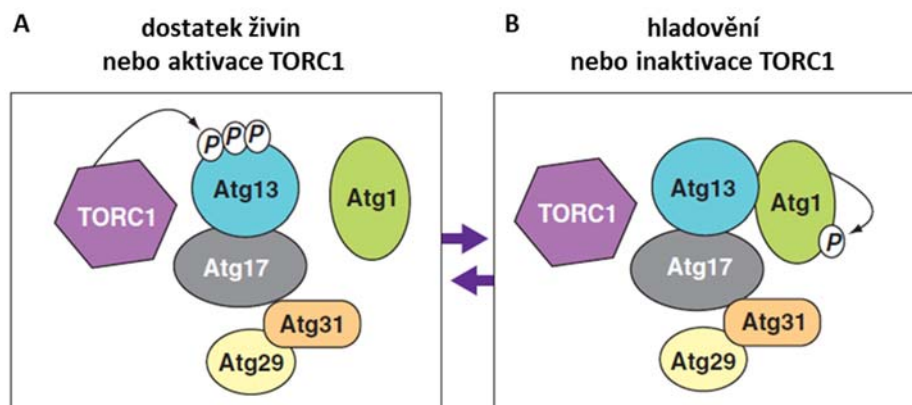 A
dostatek živin
nebo aktivace TORC1
B
hladovění
nebo inaktivace TORC1
P P P
TORC1
Atg13
Atg1
Atg17
Atg31
Atg29
TORC1
Atg13
Atg1
P
Atg17
Atg31
Atg29